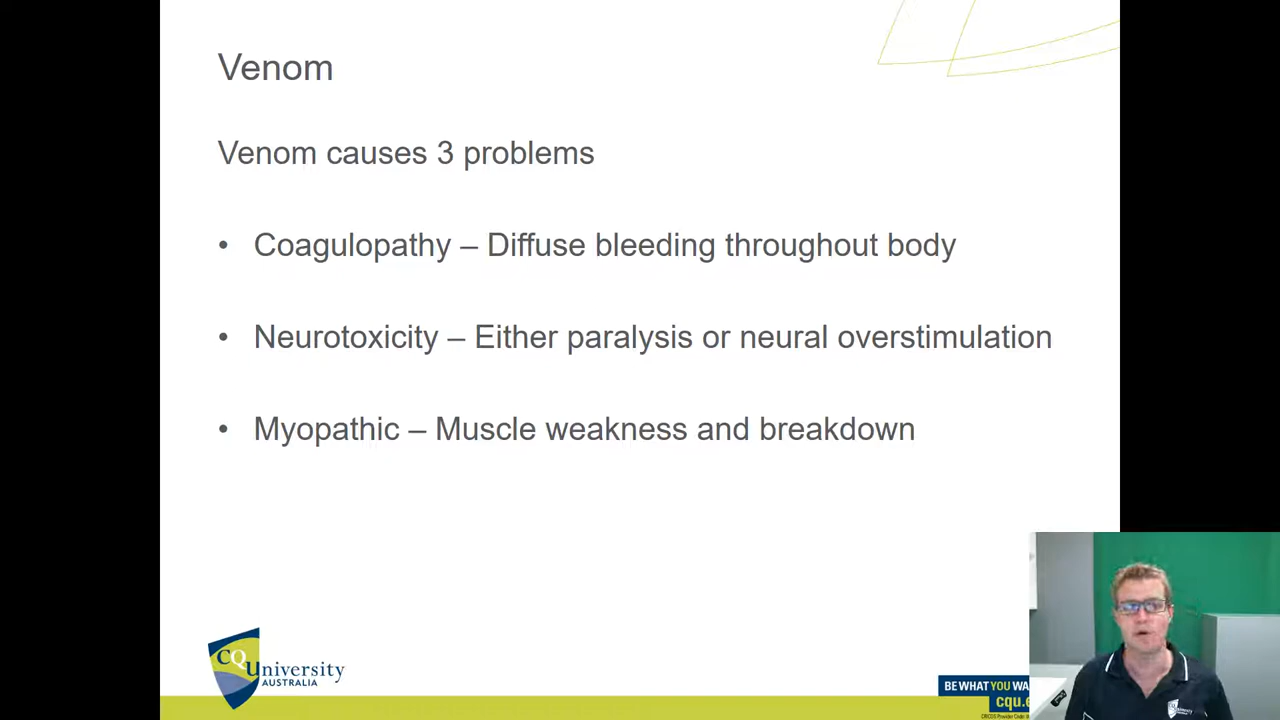 Venom
Venom causes 3 problems
• Coagulopathy – Diffuse bleeding throughout body
• Neurotoxicity – Either paralysis or neural overstimulation
• Myopathic – Muscle weakness and breakdown
CQUniversity
AUSTRALIA
BE WHAT YOU WA
cqu.e